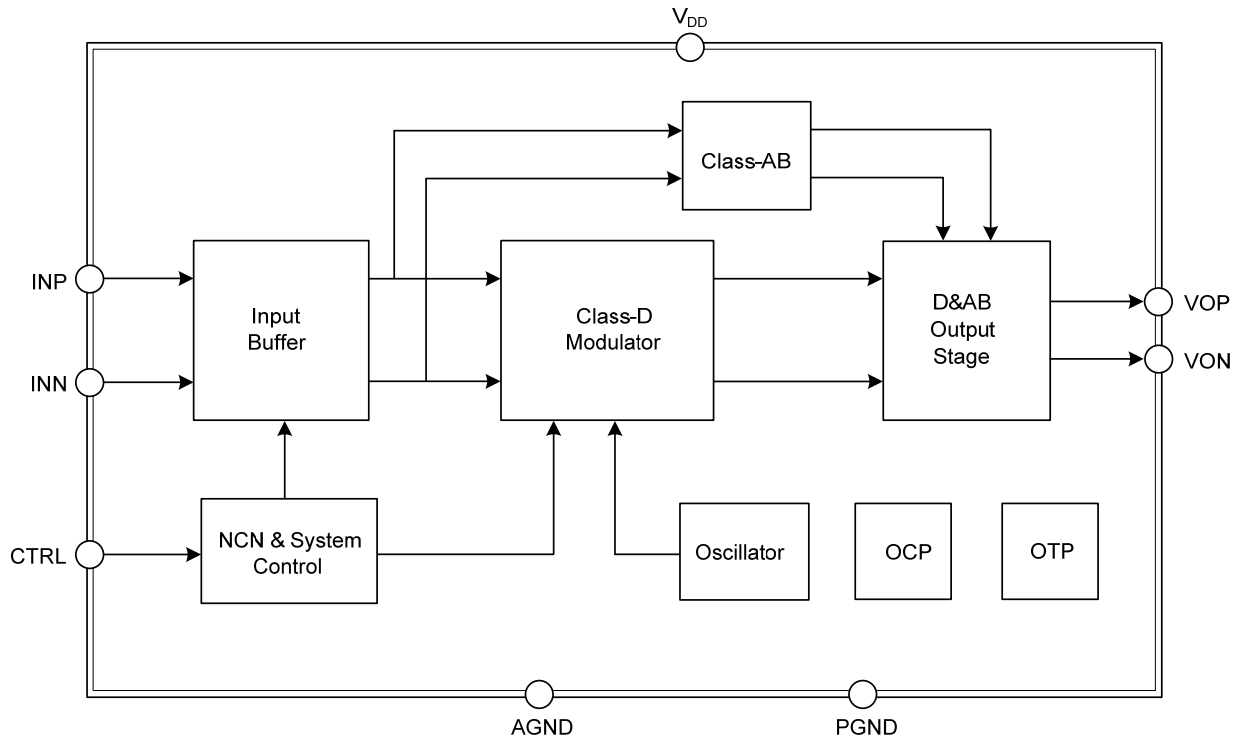 VDD
Class-AB
INP
Input
Buffer
Class-D
Modulator
D&AB
Output
Stage
VOP
VON
INN
CTRL
NCN & System
Control
Oscillator
OCP
OTP
AGND
PGND